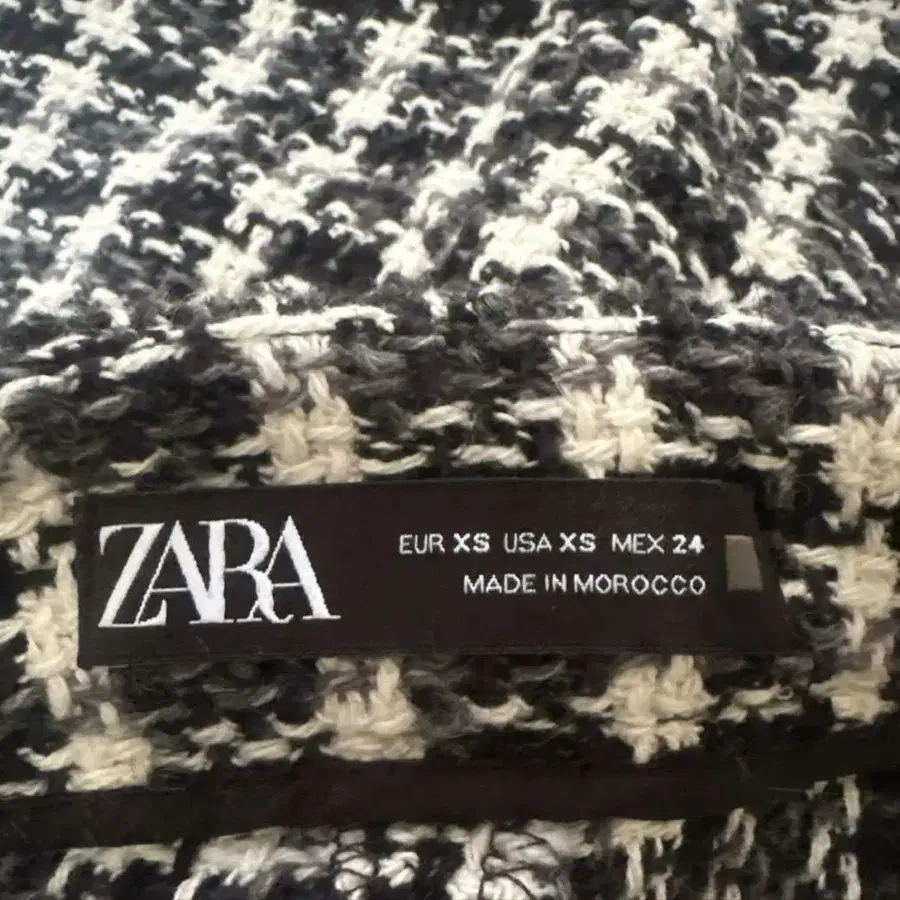 ZARA
EUR XS USA XS MEX 24
MADE IN MOROCCO